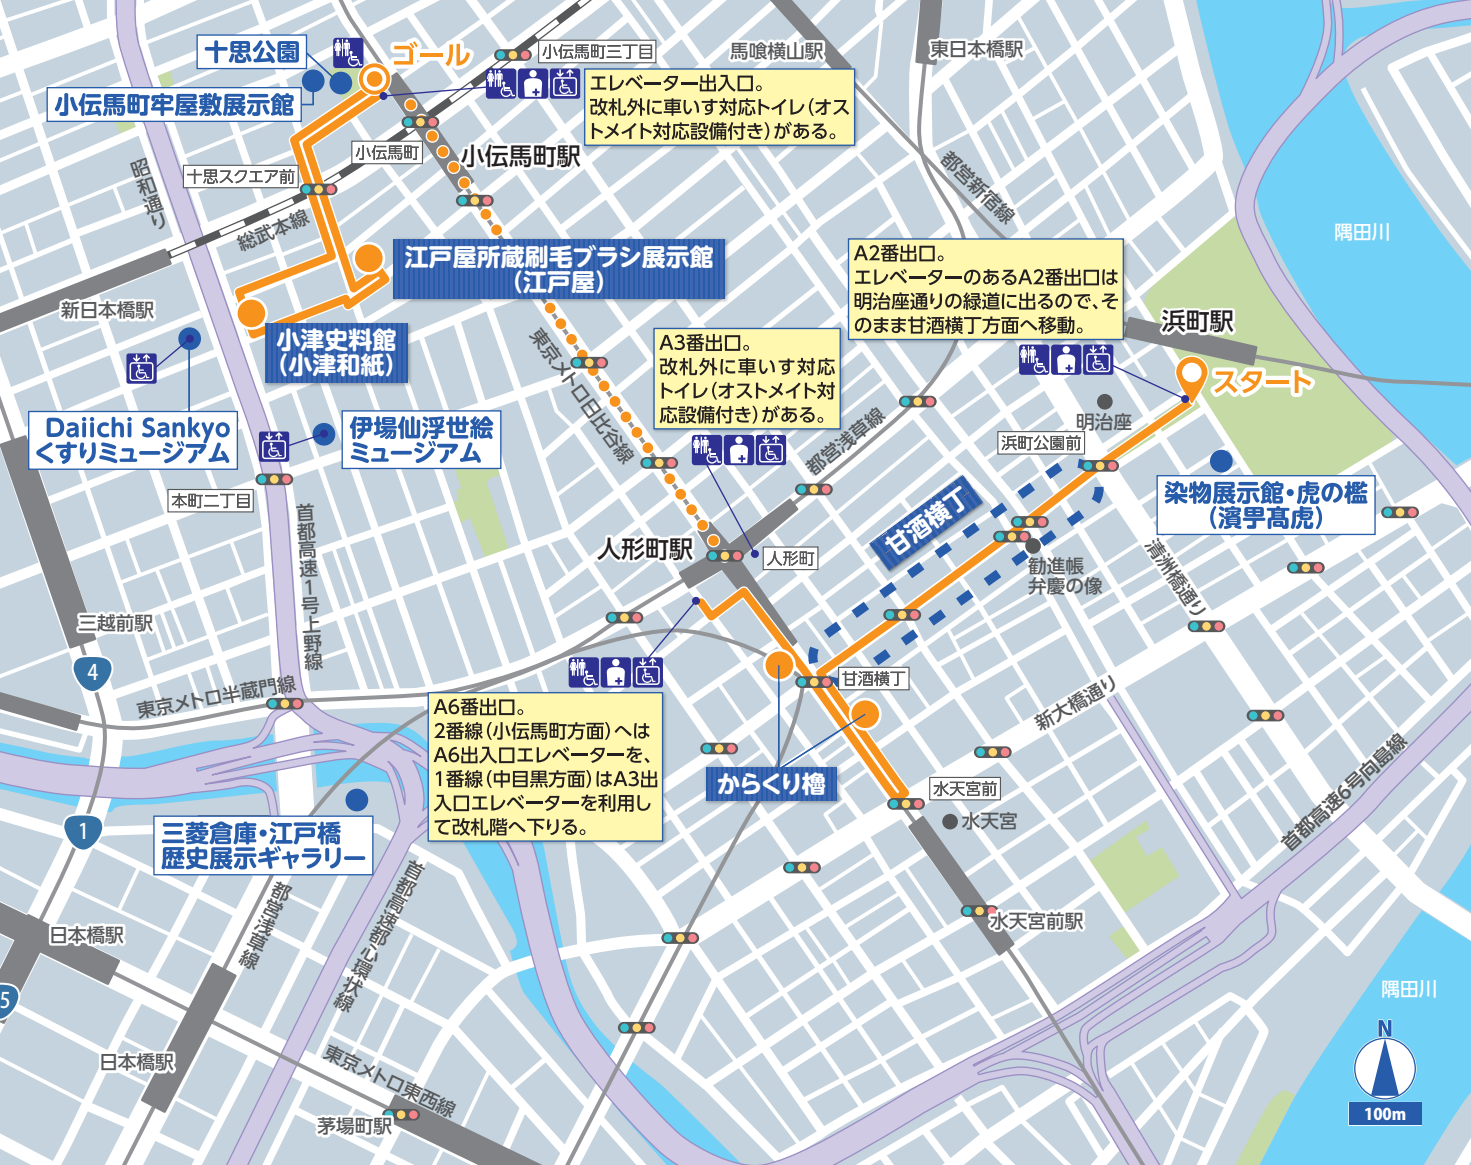 十思公園
ゴール
小伝馬町三丁目
馬喰横山駅
東日本橋駅
小伝馬町牢屋敷展示館
エレベーター出入口。
改札外に車いす対応トイレ(オス
トメイト対応設備付き)がある。
小伝馬町
小伝馬町駅
十思スクエア前
昭和通り
総武本線
都営新宿線
隅田川
江戸屋所蔵刷毛ブラシ展示館
(江戸屋)
A2番出口。
エレベーターのあるA2番出口は
明治座通りの緑道に出るので、そ
のまま甘酒横丁方面へ移動。
新日本橋駅
小津史料館
(小津和紙)
東京メトロ日比谷線
A3番出口。
改札外に車いす対応
トイレ(オストメイト対
応設備付き)がある。
浜町駅
スタート
明治座
浜町公園前
Daiichi Sankyo
くすりミュージアム
伊場仙浮世絵
ミュージアム
都営浅草線
本町二丁目
首都高速1号上野線
甘酒横丁
染物展示館・虎の檻
(濱甼髙虎)
人形町駅
人形町
勧進帳
弁慶の像
清洲橋通り
三越前駅
4
東京メトロ半蔵門線
甘酒横丁
新大橋通り
A6番出口。
2番線(小伝馬町方面)へは
A6出入口エレベーターを、
1番線(中目黒方面)はA3出
入口エレベーターを利用し
て改札階へ下りる。
からくり櫓
水天宮前
水天宮
首都高速6号向島線
1
三菱倉庫・江戸橋
歴史展示ギャラリー
都営浅草線
首都高速都心環状線
日本橋駅
水天宮前駅
隅田川
5
日本橋駅
東京メトロ東西線
茅場町駅
N
100m